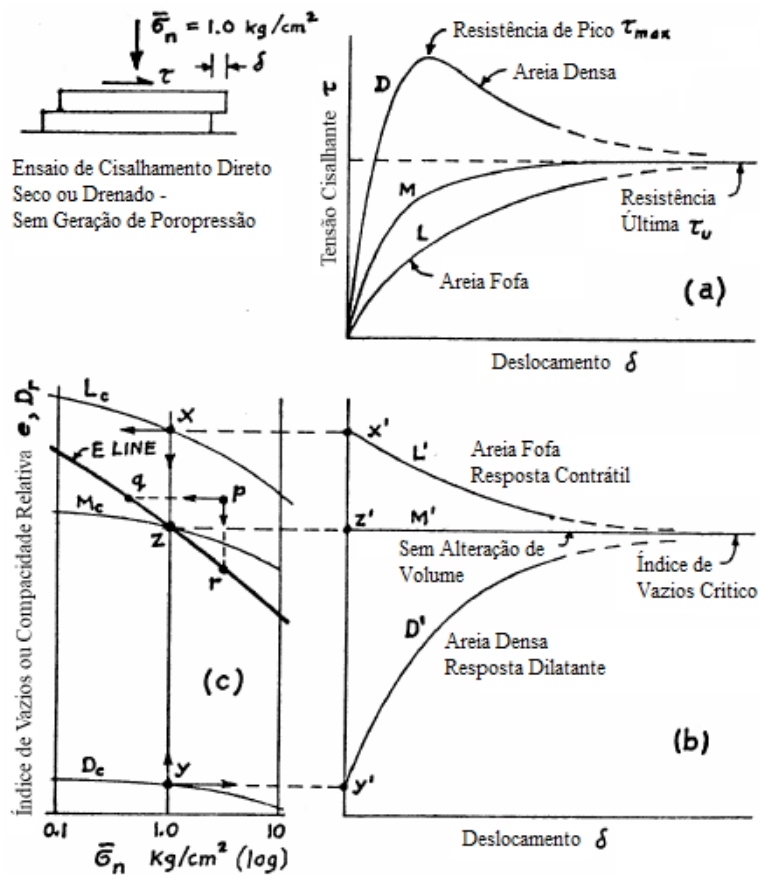 σ̄n = 1.0 kg/cm²
τ
δ
Ensaio de Cisalhamento Direto
Seco ou Drenado -
Sem Geração de Poropressão
Tensão Cisalhante τ
Resistência de Pico τmax
D
Areia Densa
M
L
Areia Fofa
Resistência
Última τu
(a)
Deslocamento δ
Índice de Vazios ou Compacidade Relativa e, Dr
Lc
x
E LINE
q
p
Mc
z
r
(c)
Dc
y
0.1
1.0
10
σ̄n kg/cm² (log)
x'
L'
Areia Fofa
Resposta Contrátil
z'
M'
Sem Alteração de
Volume
Índice de
Vazios Crítico
D'
Areia Densa
Resposta Dilatante
(b)
y'
Deslocamento δ